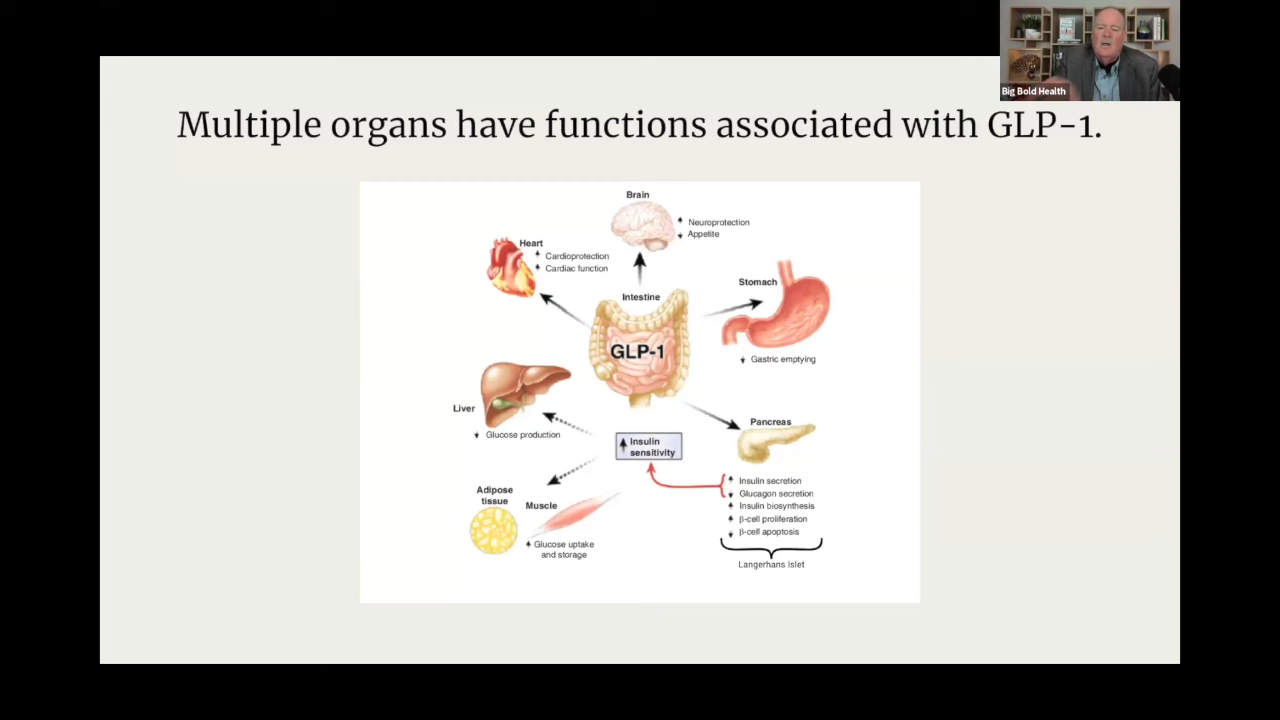 Big Bold Health
Multiple organs have functions associated with GLP-1.
Brain
Neuroprotection
Appetite
Heart
Cardioprotection
Cardiac function
Intestine
GLP-1
Stomach
Gastric emptying
Liver
Glucose production
Insulin
sensitivity
Pancreas
Insulin secretion
Glucagon secretion
Insulin biosynthesis
β-cell proliferation
β-cell apoptosis
Langerhans islet
Adipose
tissue
Muscle
Glucose uptake
and storage